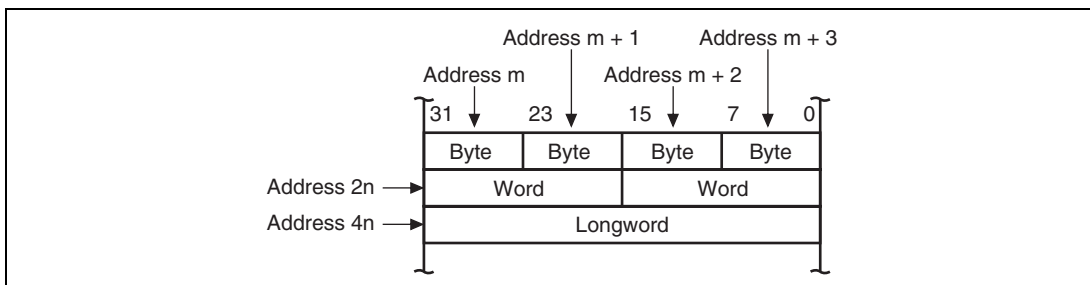 Address m + 1 Address m + 3
Address m Address m + 2
31 23 15 7 0
Byte Byte Byte Byte
Address 2n Word Word
Address 4n Longword